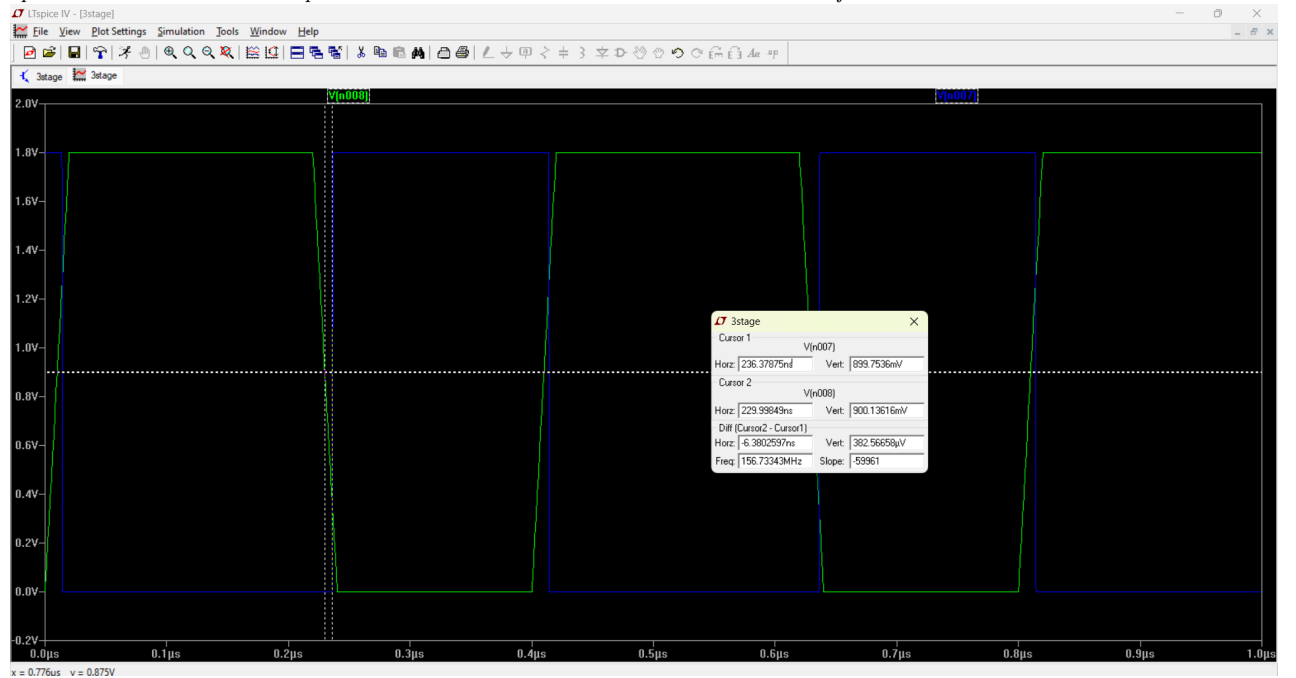 LTspice IV - [3stage]
File View Plot Settings Simulation Tools Window Help
3stage 3stage
V(n008) V(n007)
2.0V
1.8V
1.6V
1.4V
1.2V
1.0V
0.8V
0.6V
0.4V
0.2V
0.0V
-0.2V
0.0µs 0.1µs 0.2µs 0.3µs 0.4µs 0.5µs 0.6µs 0.7µs 0.8µs 0.9µs 1.0µs
3stage
Cursor 1
V(n007)
Horz: 236.37875ns Vert: 899.7536mV
Cursor 2
V(n008)
Horz: 229.99849ns Vert: 900.13616mV
Diff (Cursor2 - Cursor1)
Horz: -6.3802597ns Vert: 382.56658µV
Freq: 156.73343MHz Slope: -59961
x = 0.776µs y = 0.875V